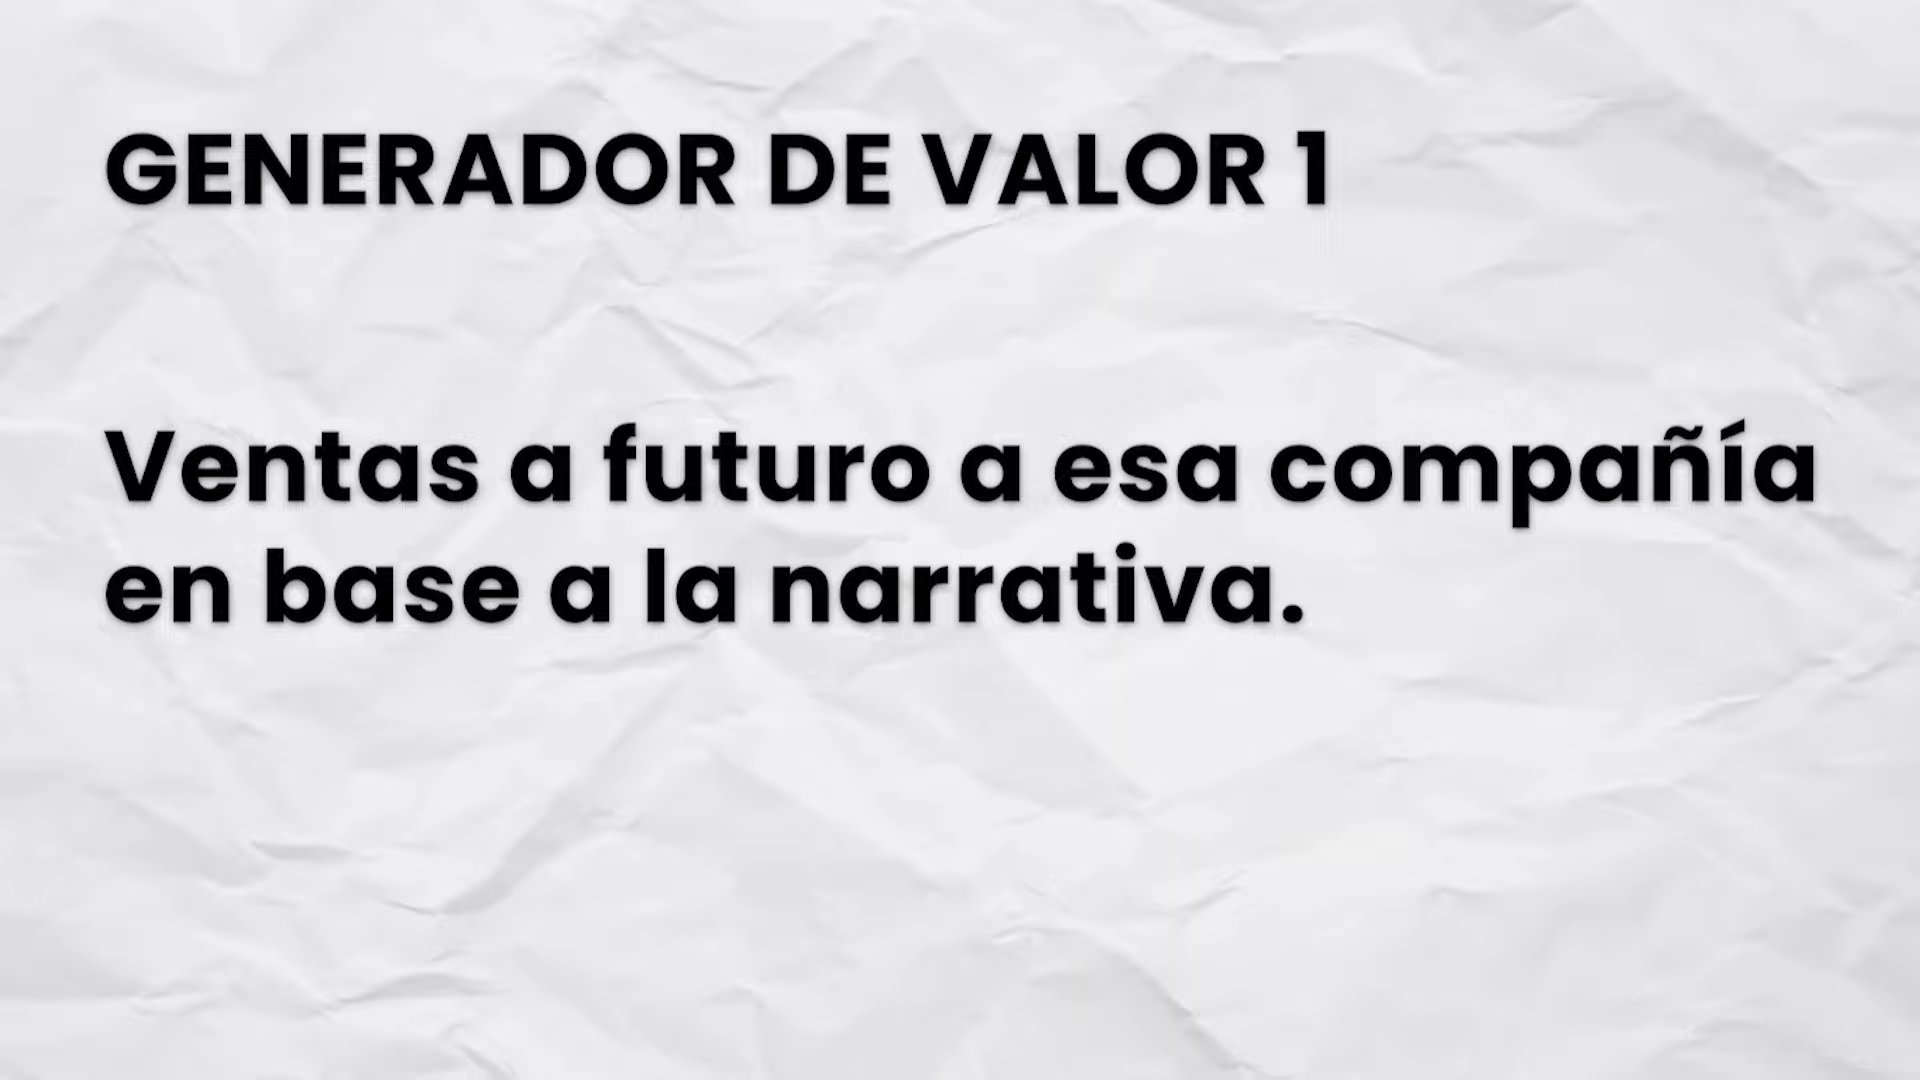 GENERADOR DE VALOR 1
Ventas a futuro a esa compañía
en base a la narrativa.